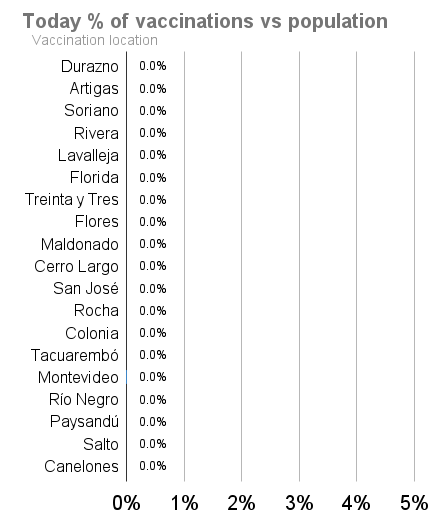 Today % of vaccinations vs population
Vaccination location
Durazno 0.0%
Artigas 0.0%
Soriano 0.0%
Rivera 0.0%
Lavalleja 0.0%
Florida 0.0%
Treinta y Tres 0.0%
Flores 0.0%
Maldonado 0.0%
Cerro Largo 0.0%
San José 0.0%
Rocha 0.0%
Colonia 0.0%
Tacuarembó 0.0%
Montevideo 0.0%
Río Negro 0.0%
Paysandú 0.0%
Salto 0.0%
Canelones 0.0%
0% 1% 2% 3% 4% 5%